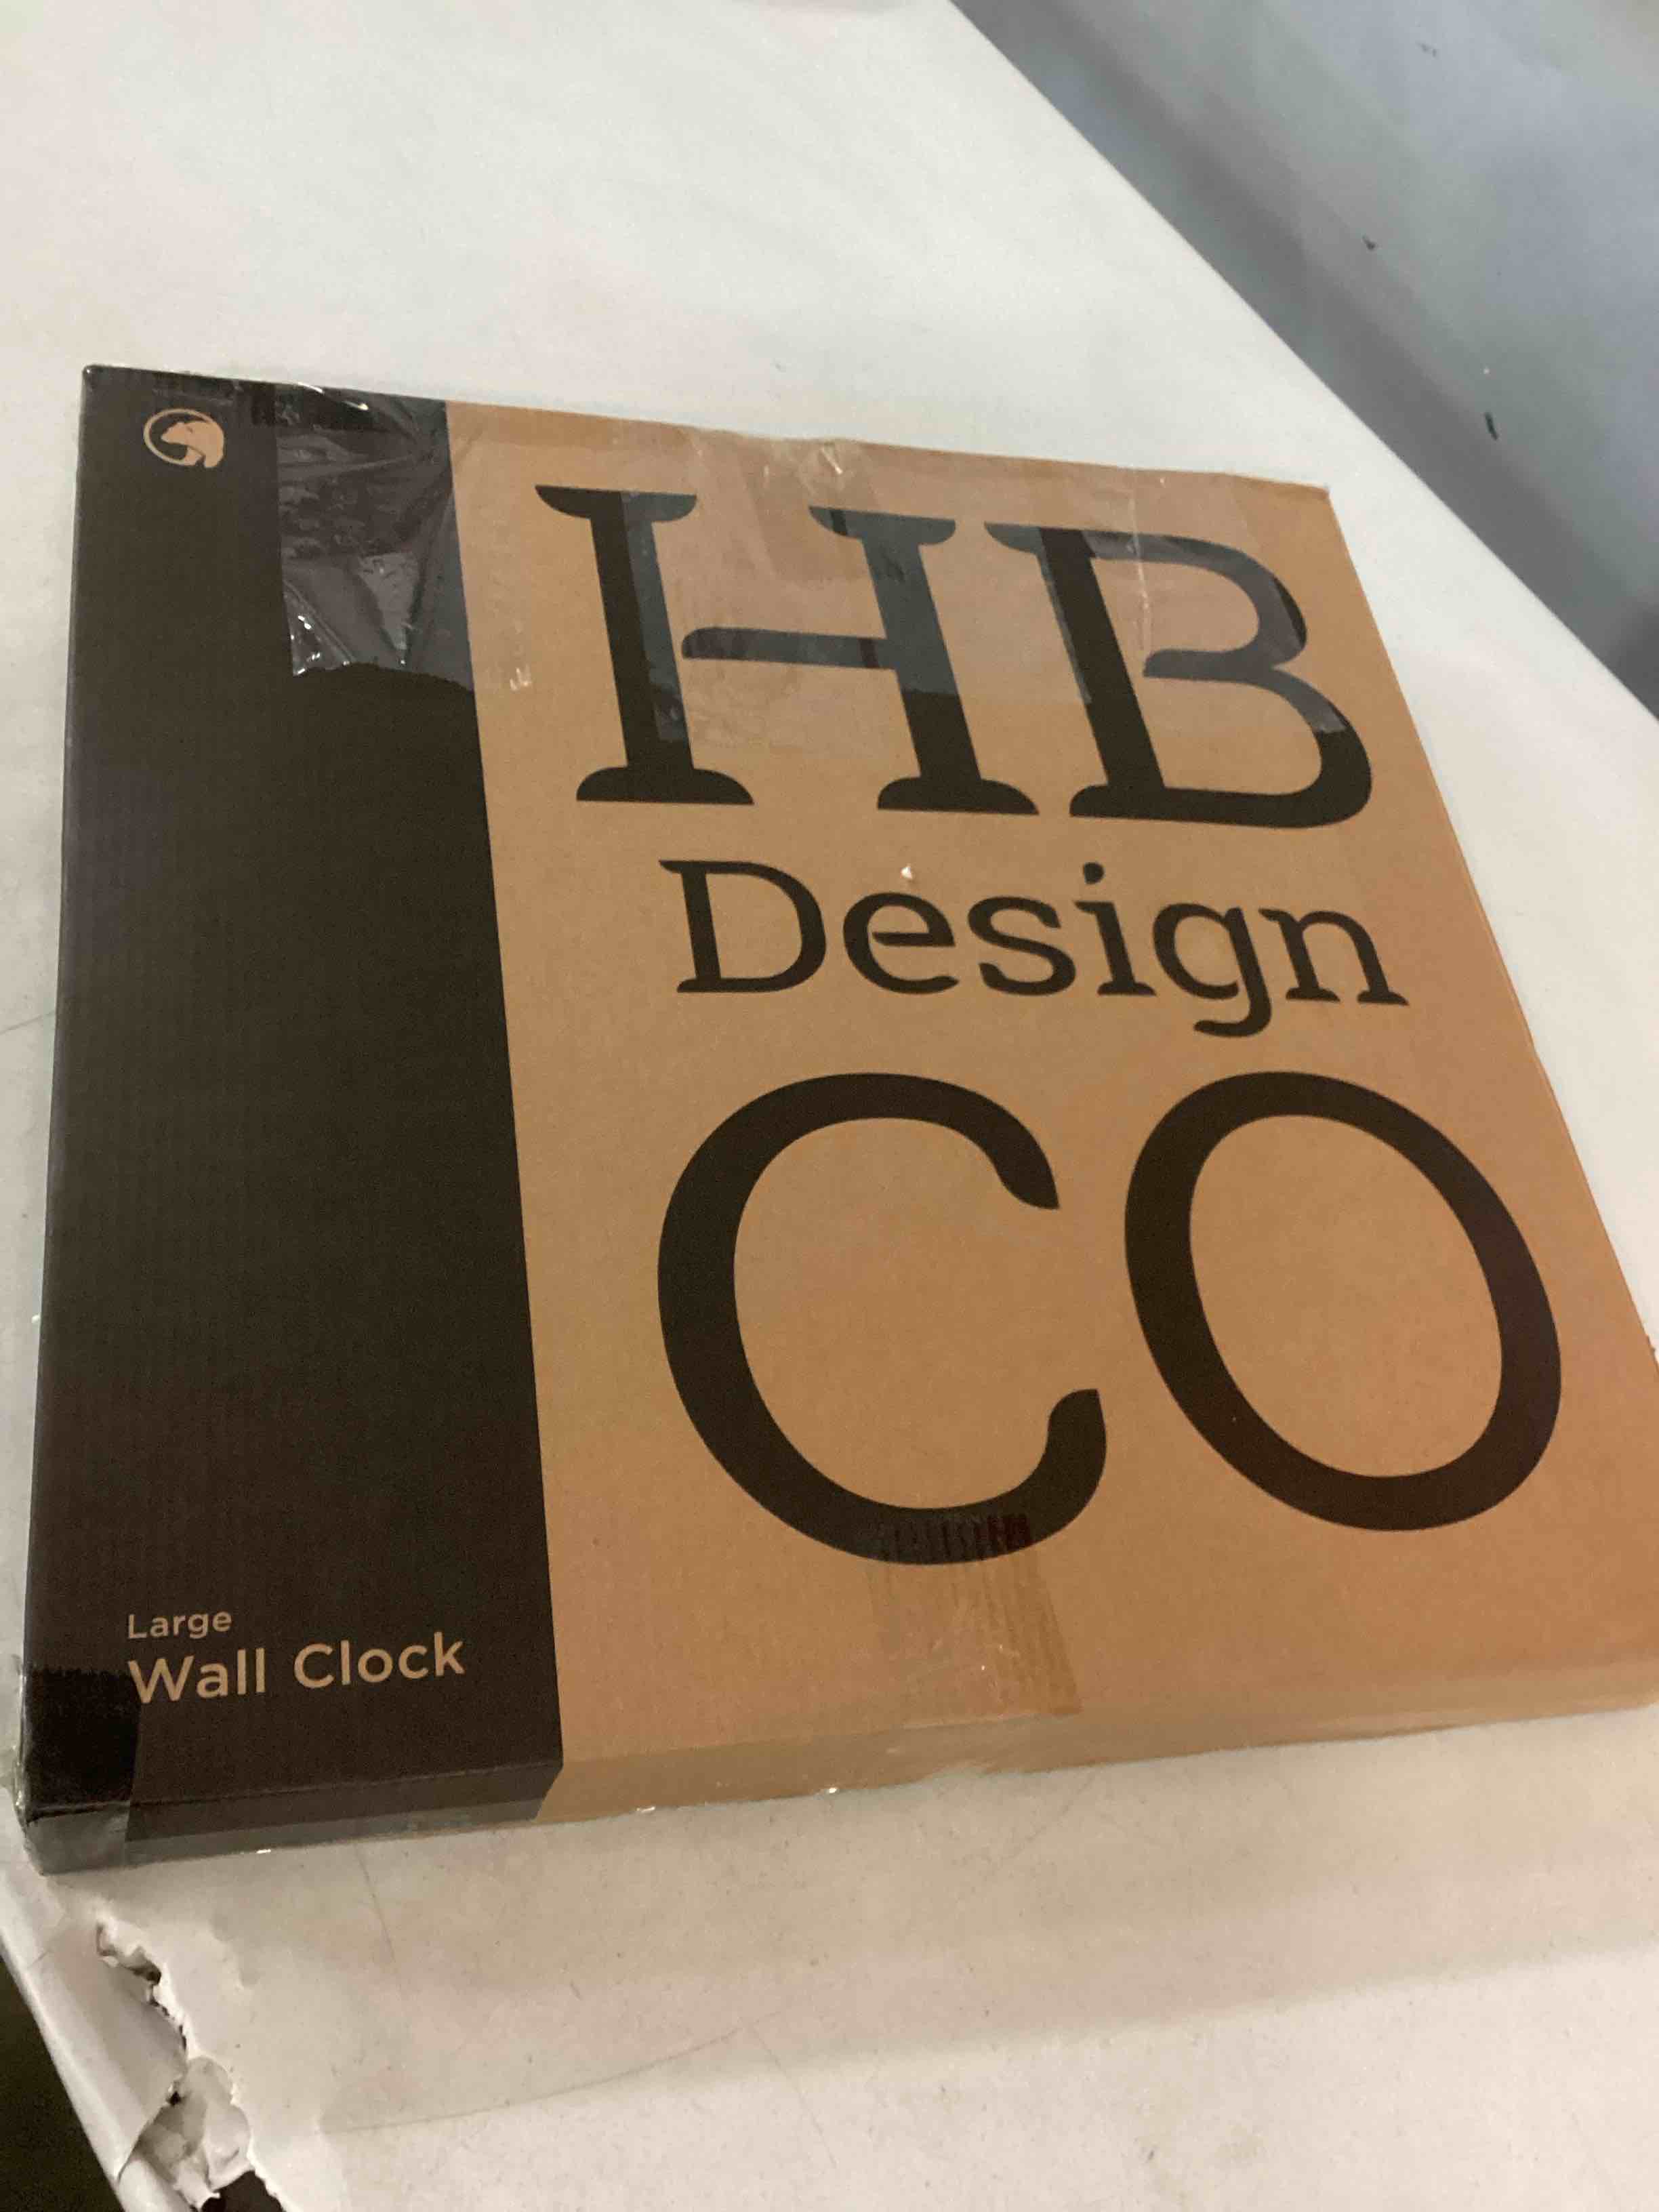 HB
Design
CO
Large
Wall Clock